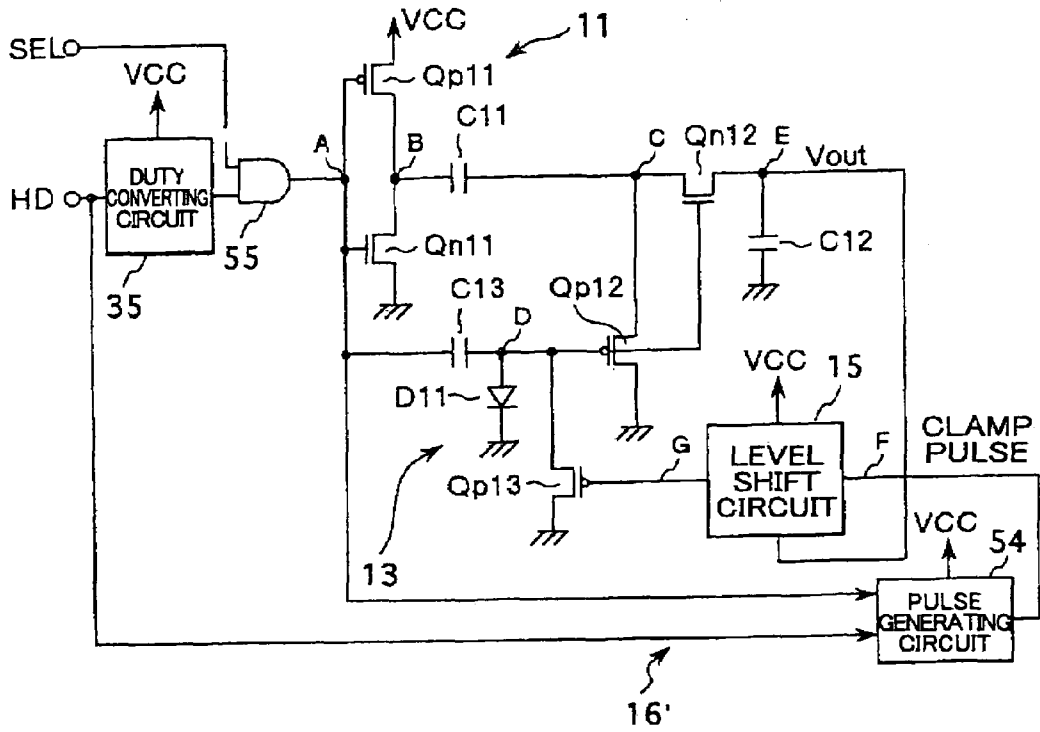 SEL
VCC
11
VCC
Qp11
C11
A
B
C
Qn12
E
Vout
HD
DUTY
CONVERTING
CIRCUIT
55
35
Qn11
C12
C13
D
Qp12
D11
VCC
15
13
Qp13
G
LEVEL
SHIFT
CIRCUIT
F
CLAMP
PULSE
VCC
54
PULSE
GENERATING
CIRCUIT
16'